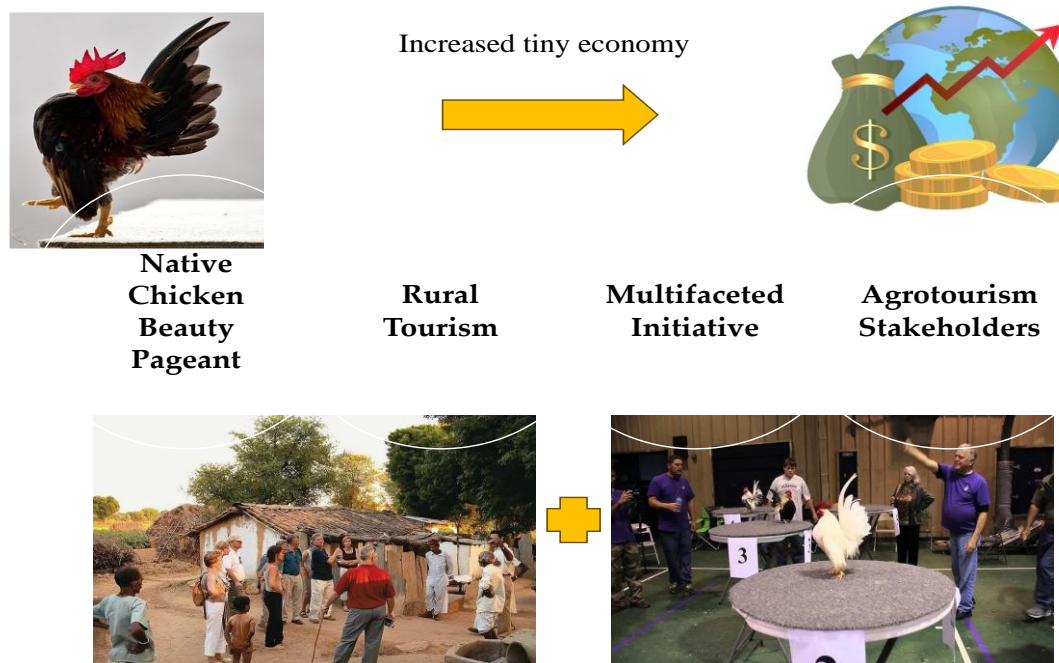 Increased tiny economy
$
Native
Chicken
Beauty
Pageant
Rural
Tourism
Multifaceted
Initiative
Agrotourism
Stakeholders
3